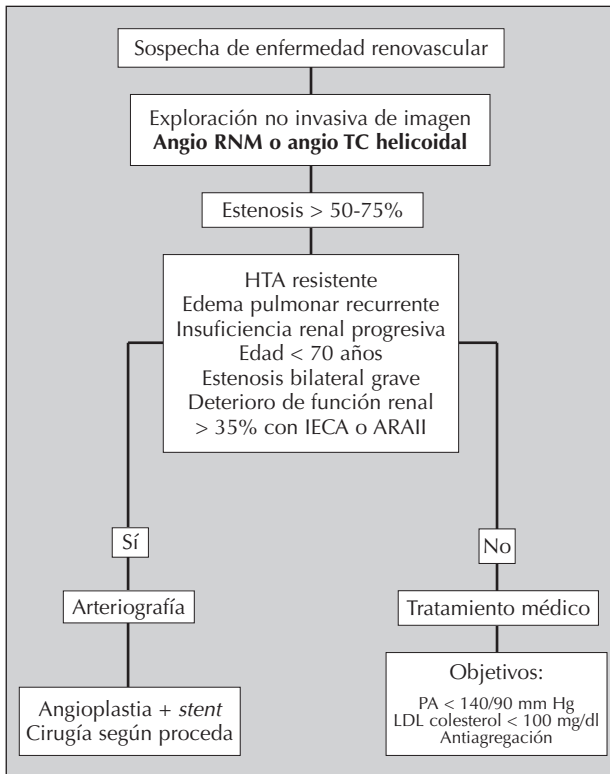 Sospecha de enfermedad renovascular
Exploración no invasiva de imagen
Angio RNM o angio TC helicoidal
Estenosis > 50-75%
HTA resistente
Edema pulmonar recurrente
Insuficiencia renal progresiva
Edad < 70 años
Estenosis bilateral grave
Deterioro de función renal
> 35% con IECA o ARAII
Sí
Arteriografía
Angioplastia + stent
Cirugía según proceda
No
Tratamiento médico
Objetivos:
PA < 140/90 mm Hg
LDL colesterol < 100 mg/dl
Antiagregación